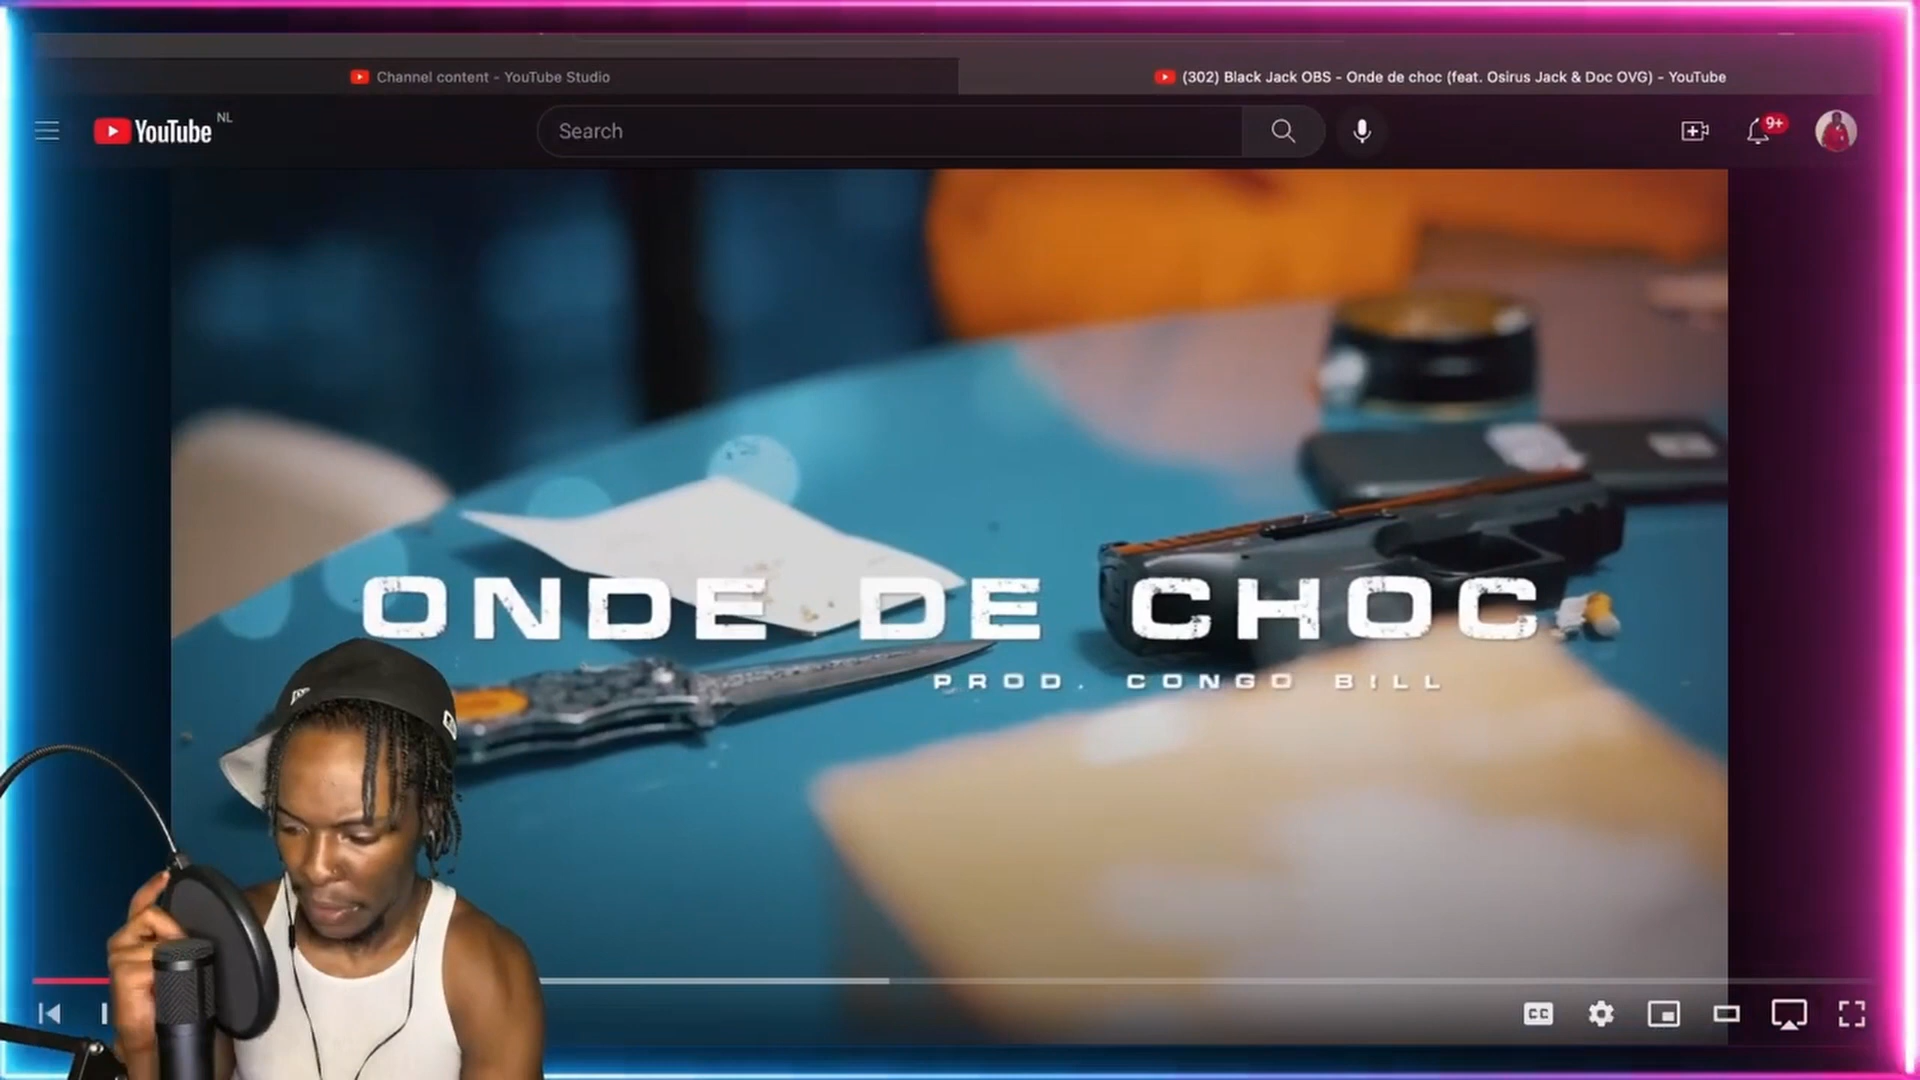 Channel content - YouTube Studio
(302) Black Jack OBS - Onde de choc (feat. Osirus Jack & Doc OVG) - YouTube
YouTube NL
Search
9+
ONDE DE CHOC
PROD. CONGO BILL
CC